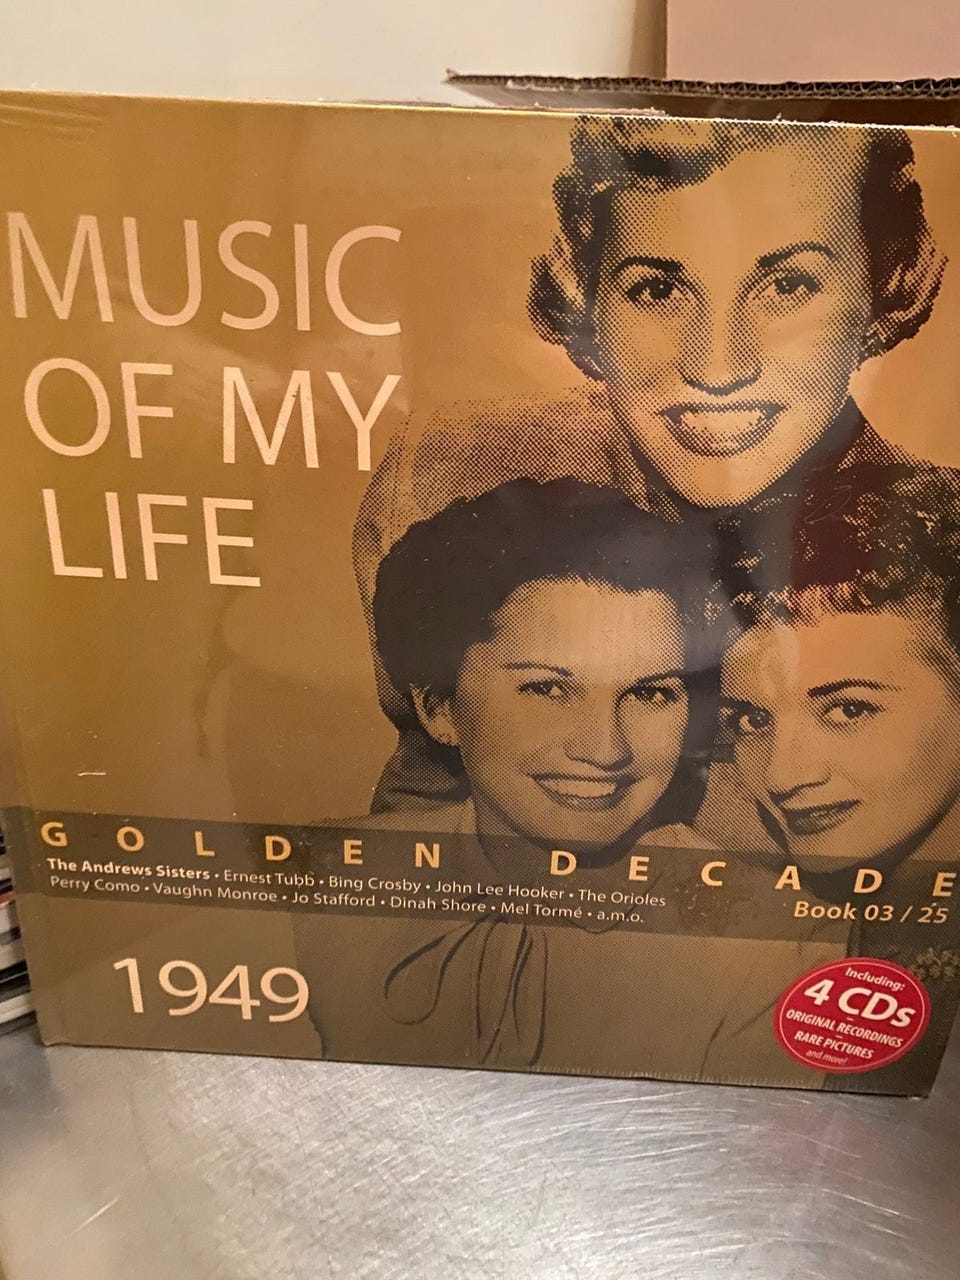 MUSIC
OF MY
LIFE
GOLDEN DECADE
The Andrews Sisters • Ernest Tubb • Bing Crosby • John Lee Hooker • The Orioles
Perry Como • Vaughn Monroe • Jo Stafford • Dinah Shore • Mel Tormé • a.m.o.
Book 03 / 25
1949
Including:
4 CDs
ORIGINAL RECORDINGS
–
RARE PICTURES
and more!